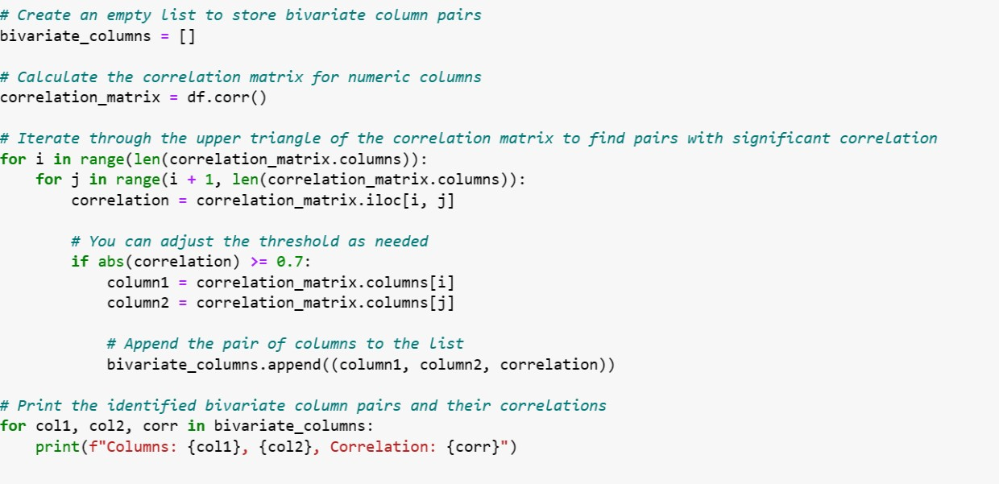 # Create an empty list to store bivariate column pairs
bivariate_columns = []
# Calculate the correlation matrix for numeric columns
correlation_matrix = df.corr()
# Iterate through the upper triangle of the correlation matrix to find pairs with significant correlation
for i in range(len(correlation_matrix.columns)):
    for j in range(i + 1, len(correlation_matrix.columns)):
        correlation = correlation_matrix.iloc[i, j]
        # You can adjust the threshold as needed
        if abs(correlation) >= 0.7:
            column1 = correlation_matrix.columns[i]
            column2 = correlation_matrix.columns[j]
            # Append the pair of columns to the list
            bivariate_columns.append((column1, column2, correlation))
# Print the identified bivariate column pairs and their correlations
for col1, col2, corr in bivariate_columns:
    print(f"Columns: {col1}, {col2}, Correlation: {corr}")